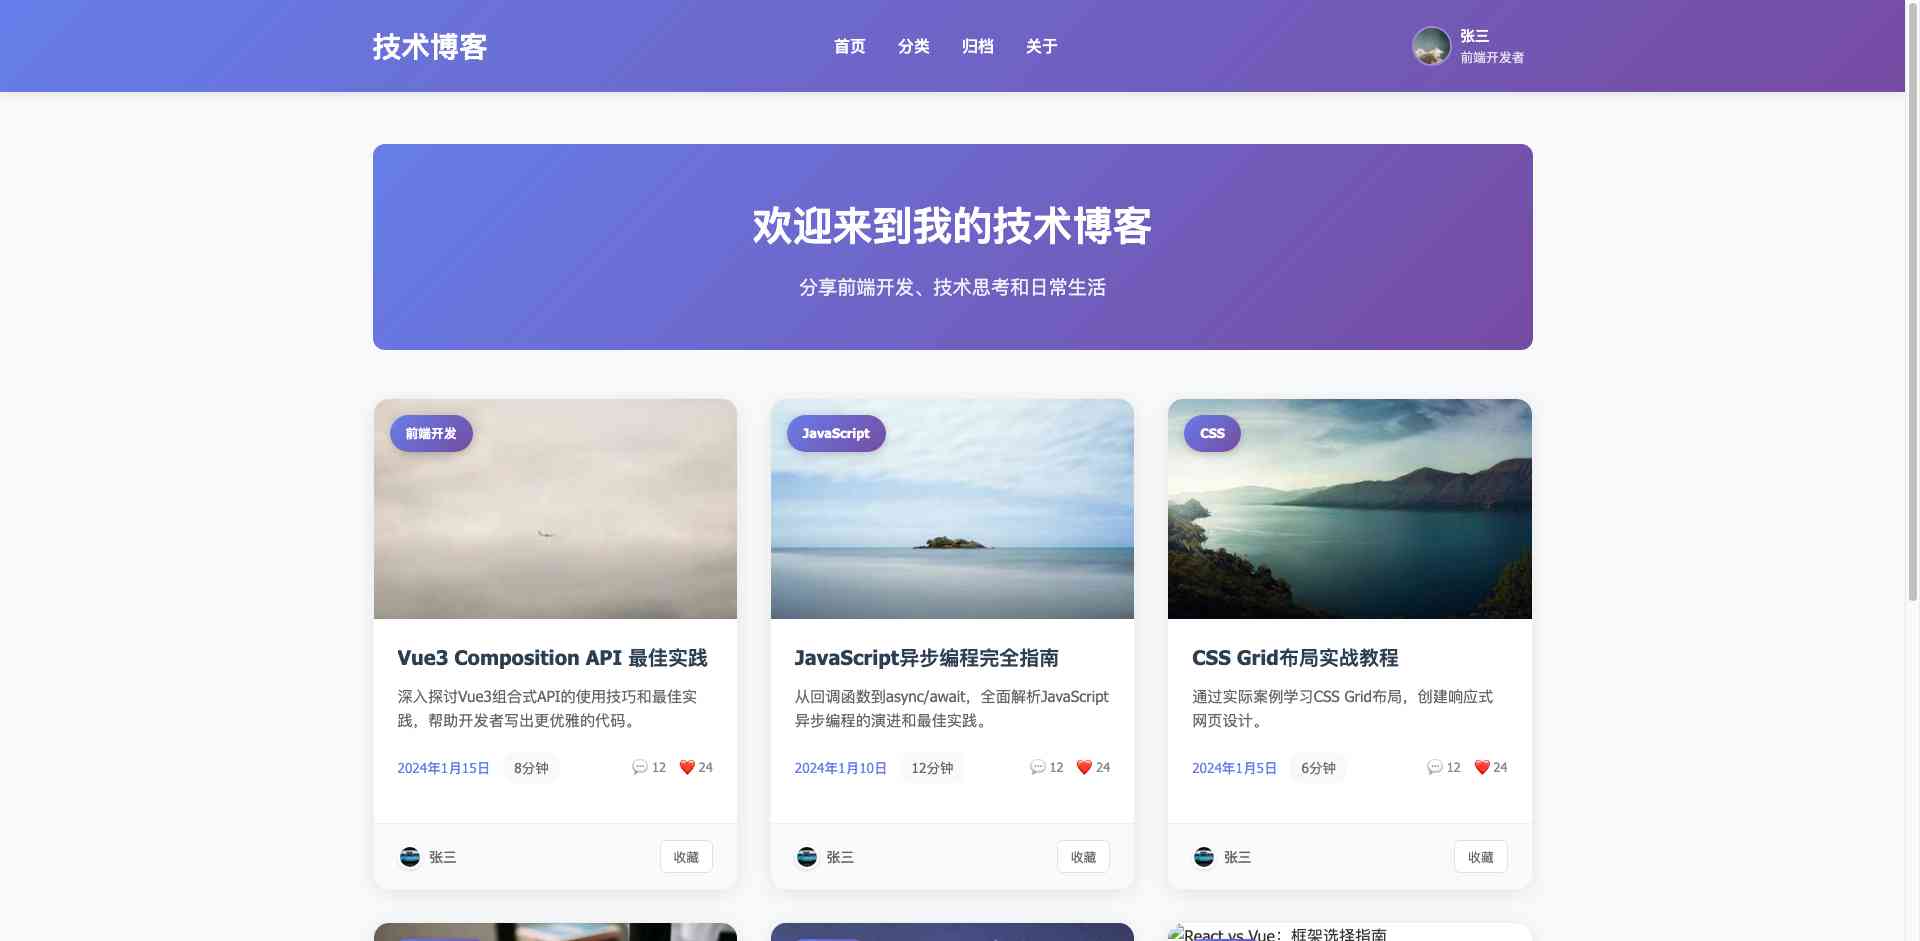 技术博客
首页 分类 归档 关于
张三
前端开发者
欢迎来到我的技术博客
分享前端开发、技术思考和日常生活
前端开发
Vue3 Composition API 最佳实践
深入探讨Vue3组合式API的使用技巧和最佳实
践，帮助开发者写出更优雅的代码。
2024年1月15日 8分钟 12 24
张三 收藏
JavaScript
JavaScript异步编程完全指南
从回调函数到async/await，全面解析JavaScript
异步编程的演进和最佳实践。
2024年1月10日 12分钟 12 24
张三 收藏
CSS
CSS Grid布局实战教程
通过实际案例学习CSS Grid布局，创建响应式
网页设计。
2024年1月5日 6分钟 12 24
张三 收藏
React vs Vue：框架选择指南